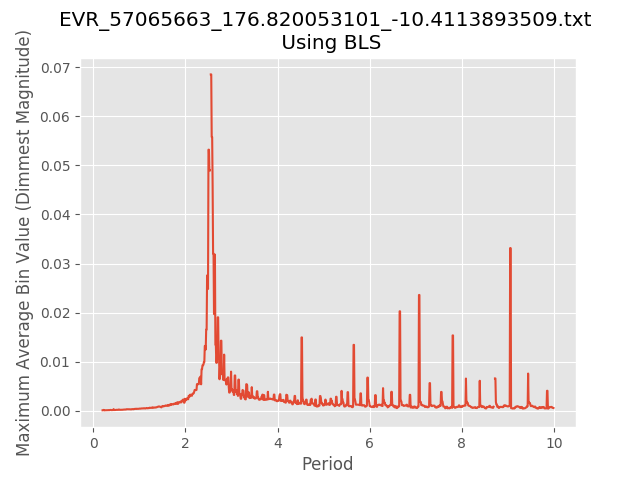 EVR_57065663_176.820053101_-10.4113893509.txt
Using BLS
Maximum Average Bin Value (Dimmest Magnitude)
0.07
0.06
0.05
0.04
0.03
0.02
0.01
0.00
0 2 4 6 8 10
Period